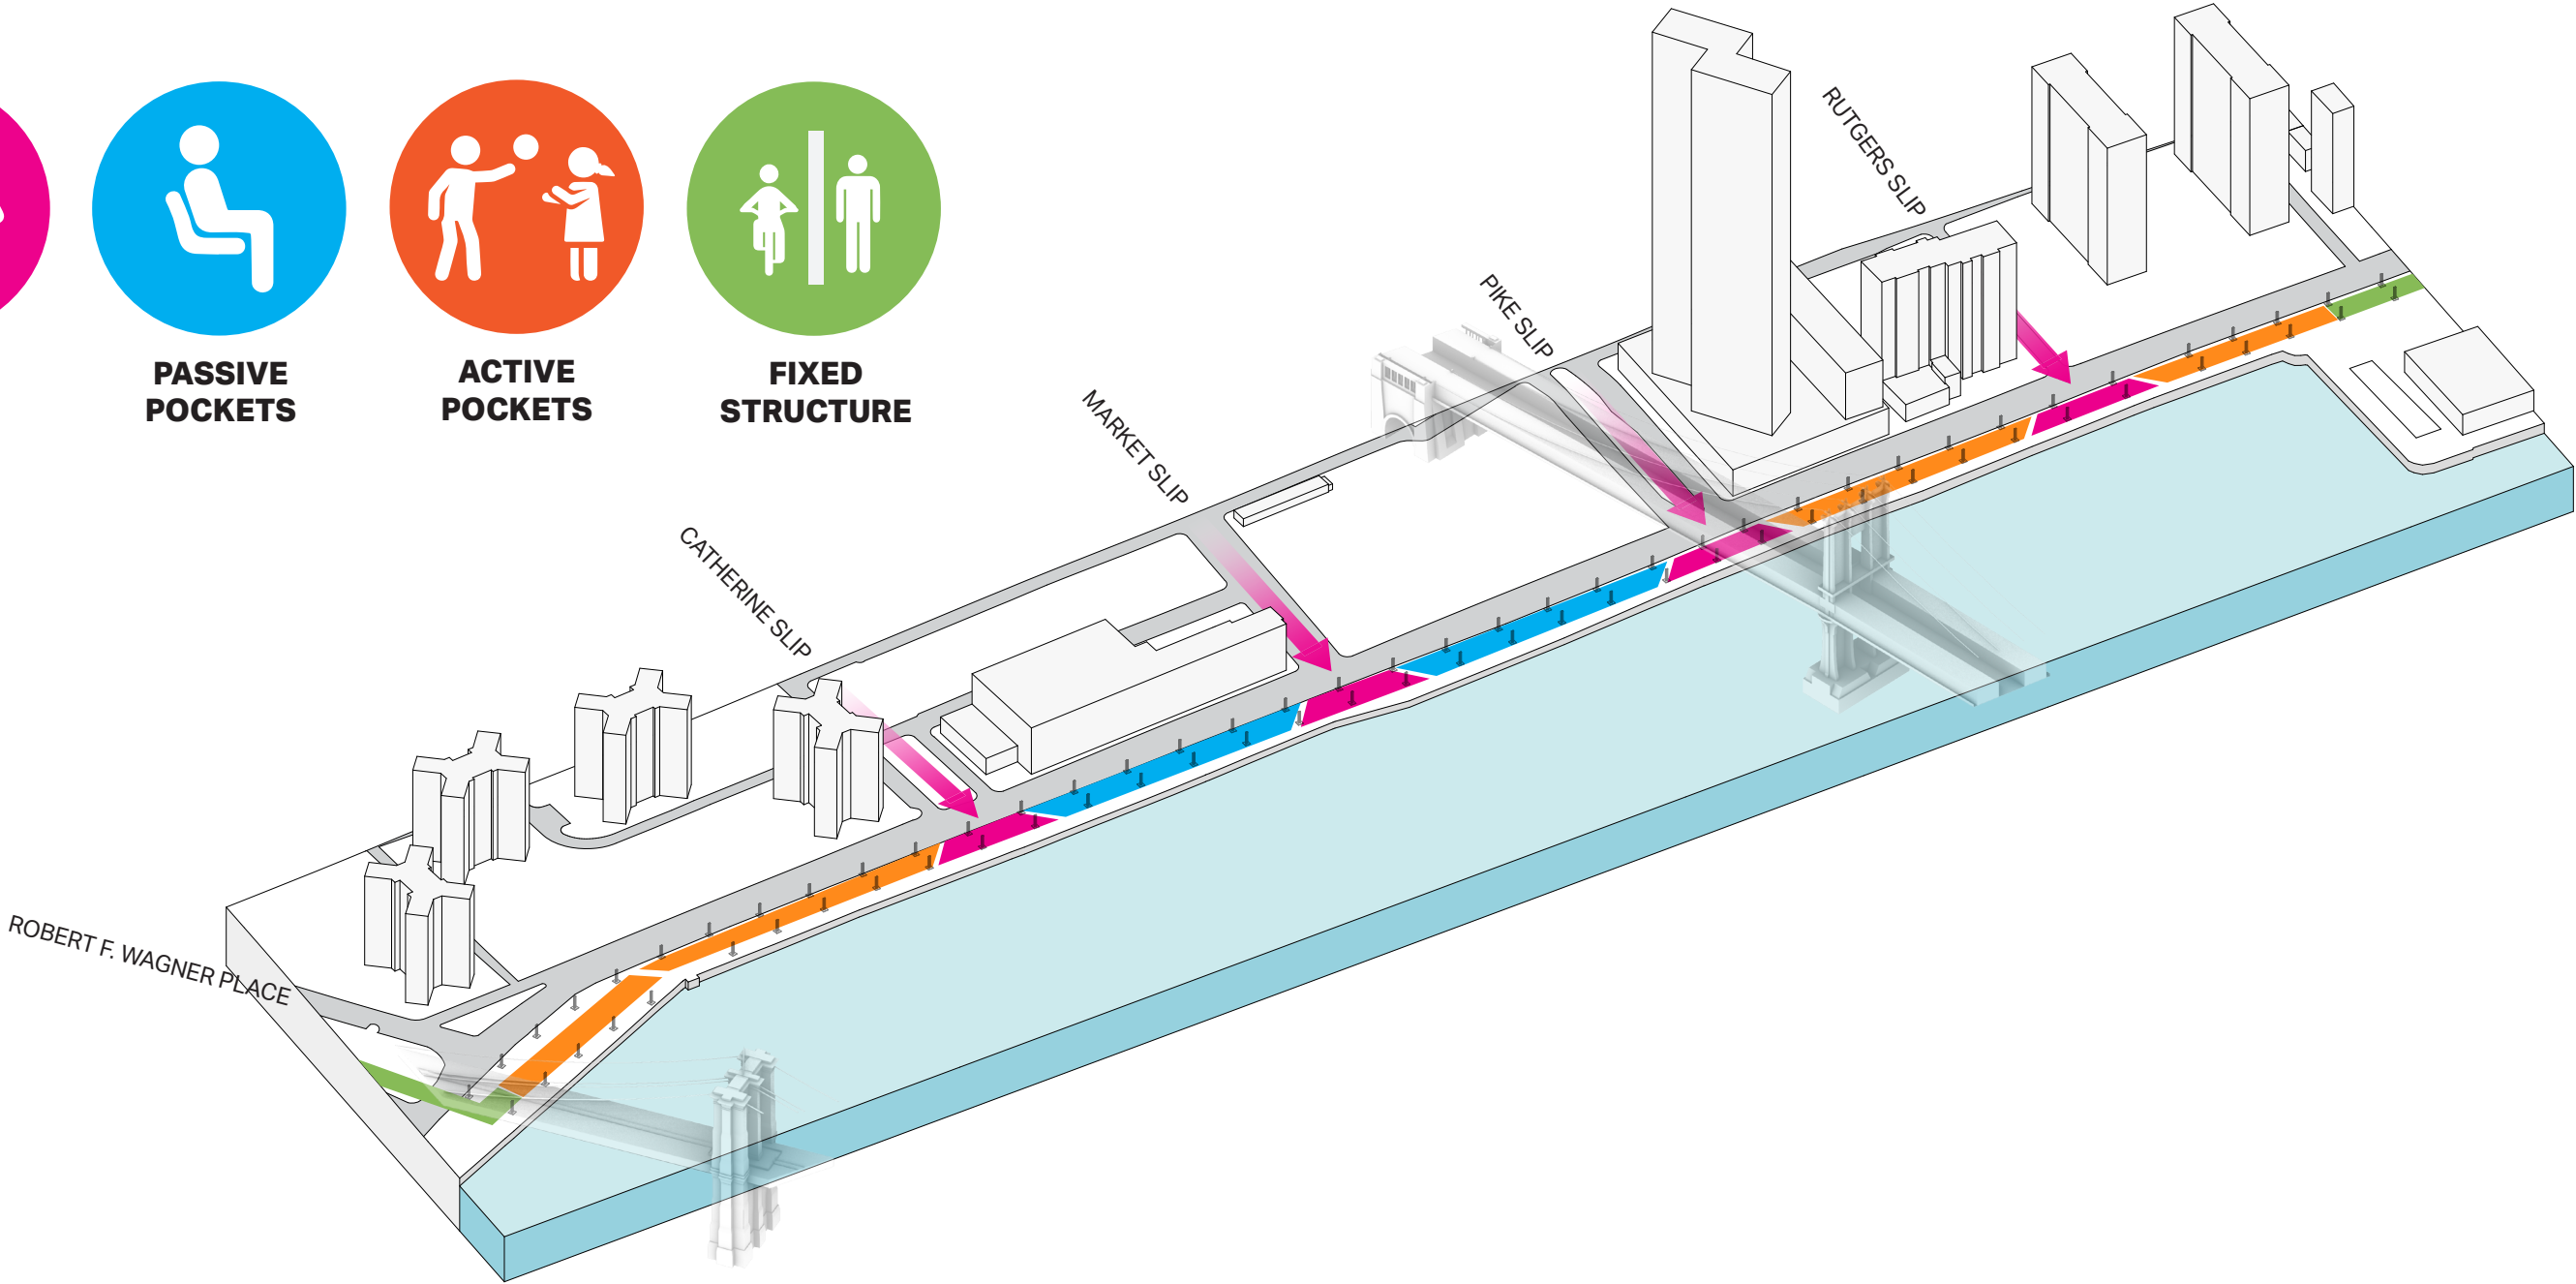 PASSIVE
POCKETS
ACTIVE
POCKETS
FIXED
STRUCTURE
RUTGERS SLIP
PIKE SLIP
MARKET SLIP
CATHERINE SLIP
ROBERT F. WAGNER PLACE